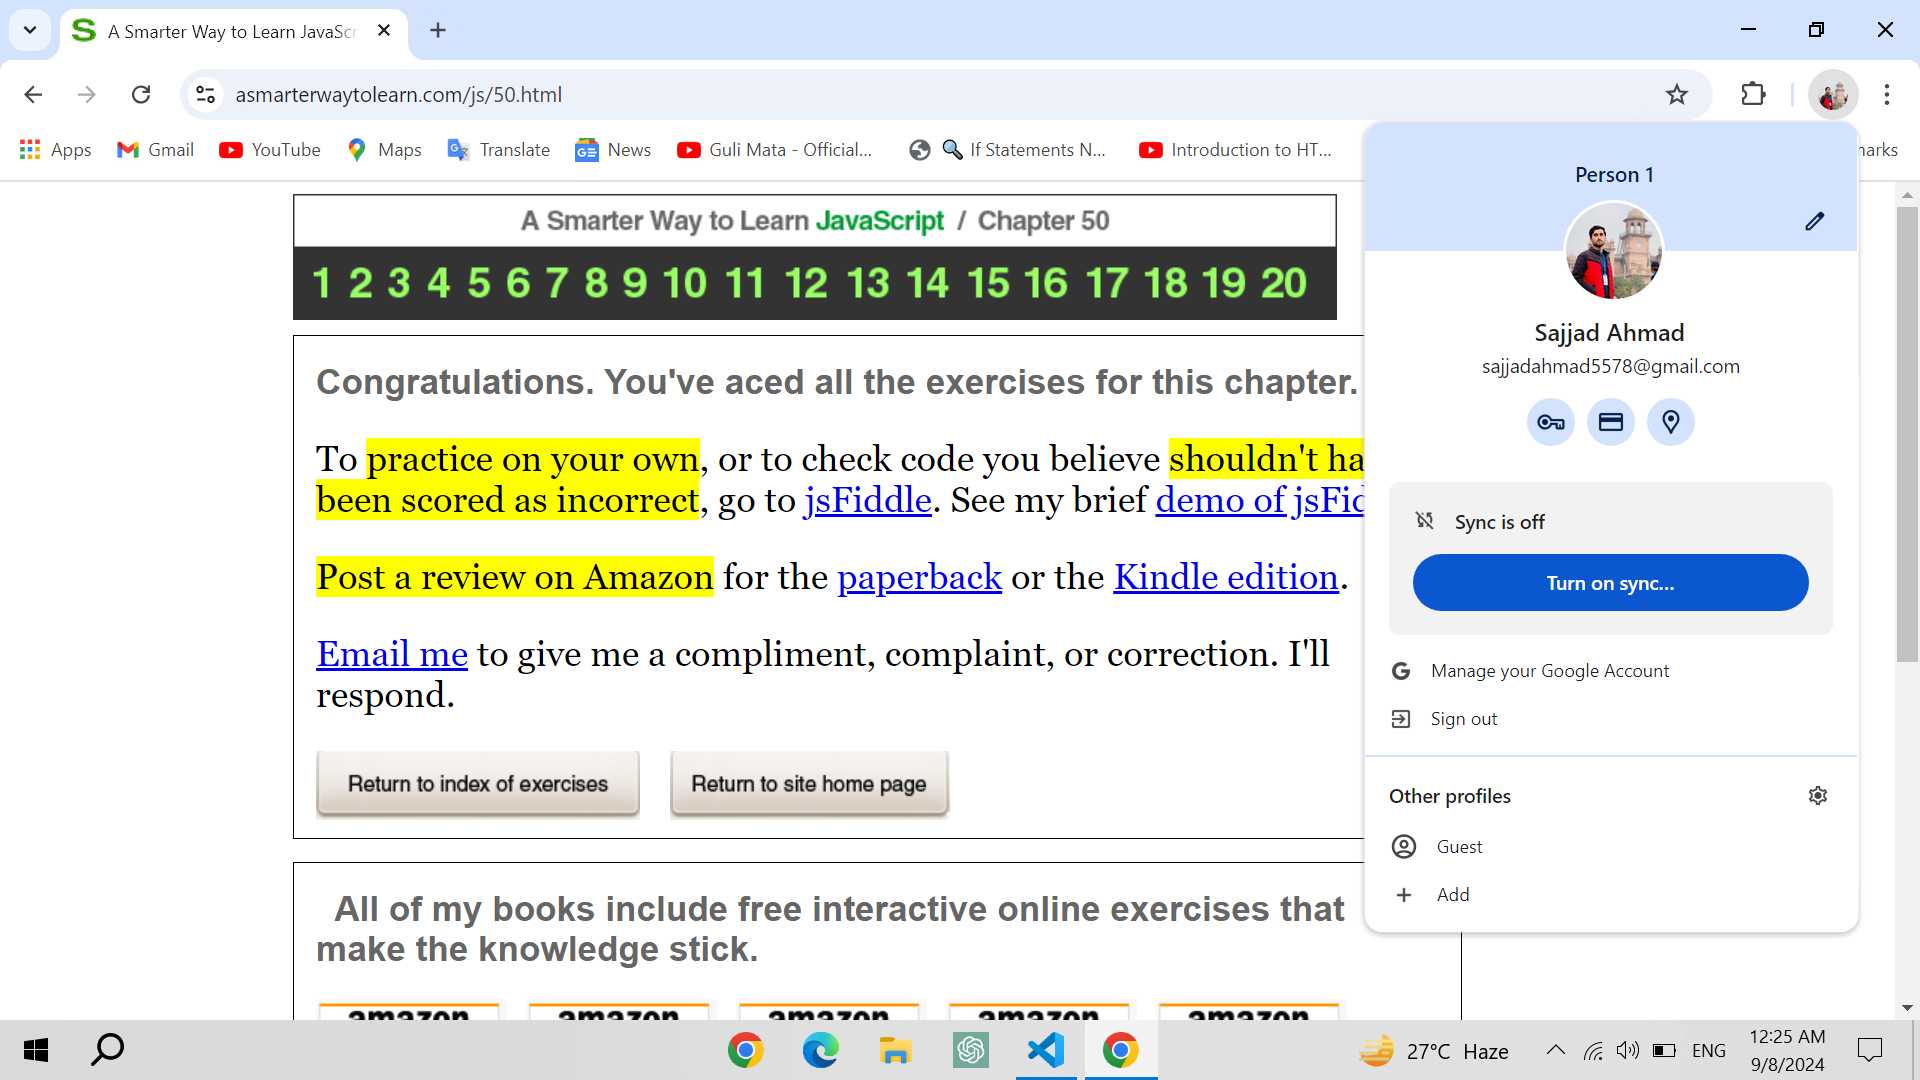 A Smarter Way to Learn JavaScr
asmarterwaytolearn.com/js/50.html
Apps Gmail YouTube Maps Translate News Guli Mata - Official... If Statements N... Introduction to HT... narks
A Smarter Way to Learn JavaScript / Chapter 50
1 2 3 4 5 6 7 8 9 10 11 12 13 14 15 16 17 18 19 20
Congratulations. You've aced all the exercises for this chapter.
To practice on your own, or to check code you believe shouldn't ha
been scored as incorrect, go to jsFiddle. See my brief demo of jsFid
Post a review on Amazon for the paperback or the Kindle edition.
Email me to give me a compliment, complaint, or correction. I'll
respond.
Return to index of exercises Return to site home page
All of my books include free interactive online exercises that
make the knowledge stick.
amazon amazon amazon amazon amazon
Person 1
Sajjad Ahmad
sajjadahmad5578@gmail.com
Sync is off
Turn on sync...
Manage your Google Account
Sign out
Other profiles
Guest
Add
27°C Haze ENG 12:25 AM
9/8/2024